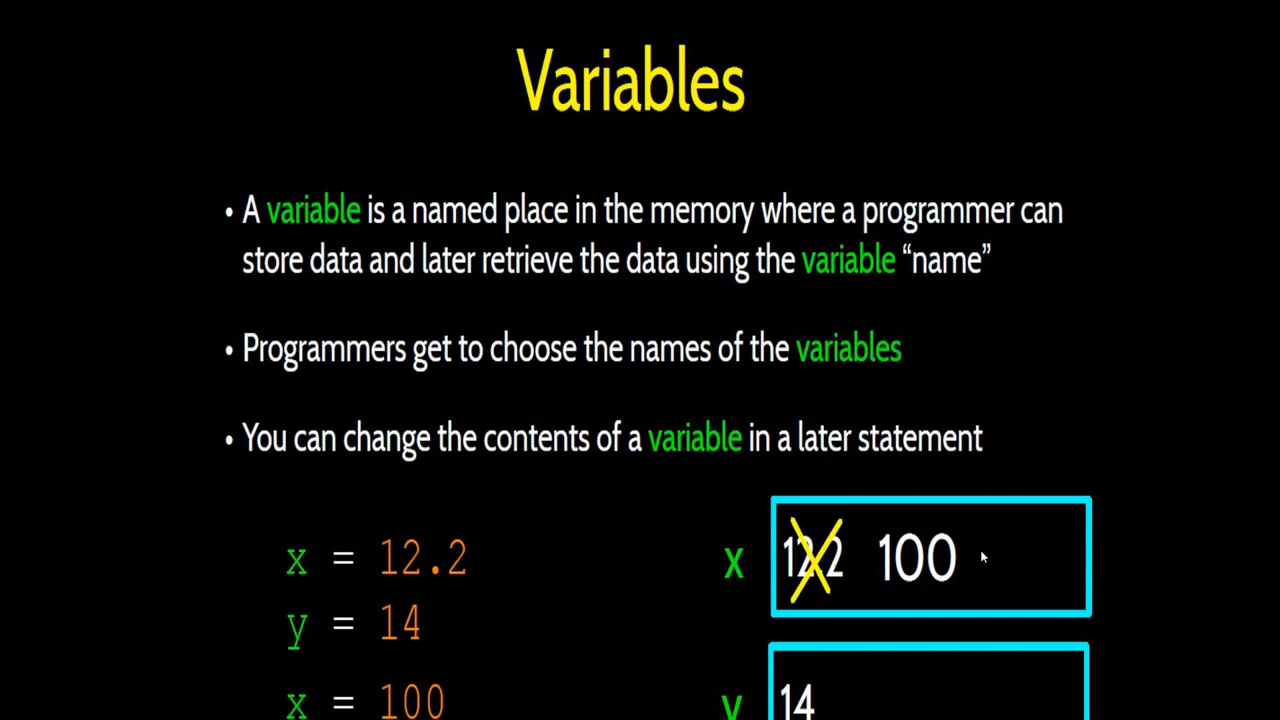 Variables
• A variable is a named place in the memory where a programmer can
store data and later retrieve the data using the variable “name”
• Programmers get to choose the names of the variables
• You can change the contents of a variable in a later statement
x = 12.2
y = 14
x = 100
x 12.2 100
y 14